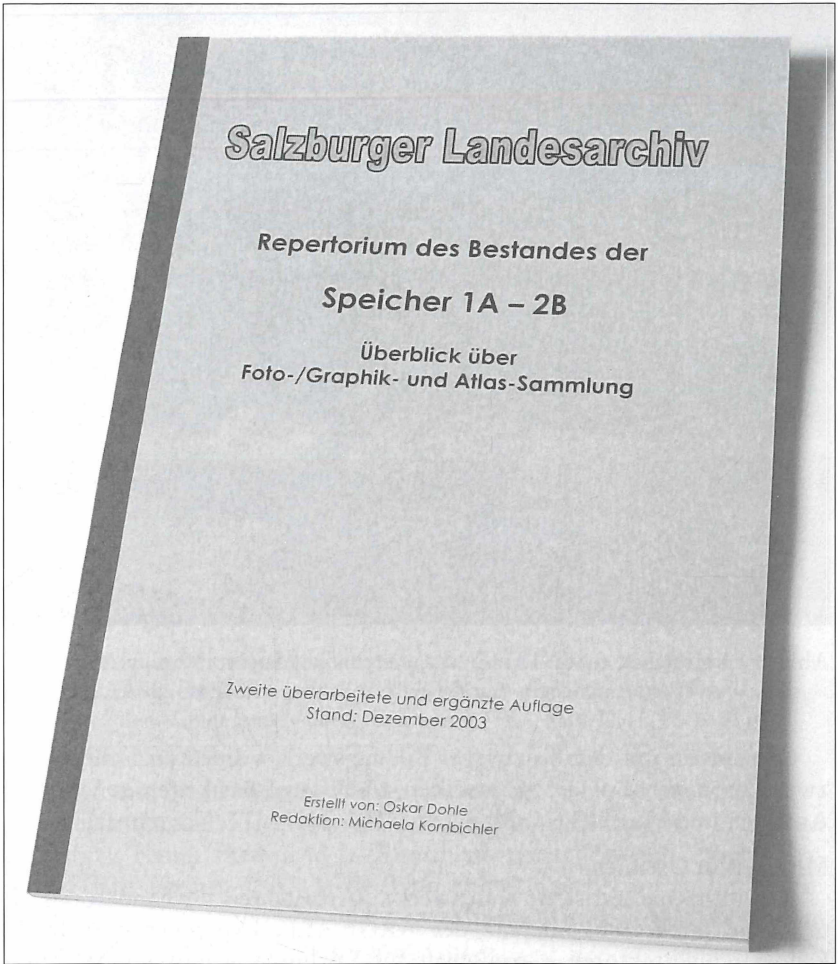 Salzburger Landesarchiv
Repertorium des Bestandes der
Speicher 1A – 2B
Überblick über
Foto-/Graphik- und Atlas-Sammlung
Zweite überarbeitete und ergänzte Auflage
Stand: Dezember 2003
Erstellt von: Oskar Dohle
Redaktion: Michaela Kornbichler